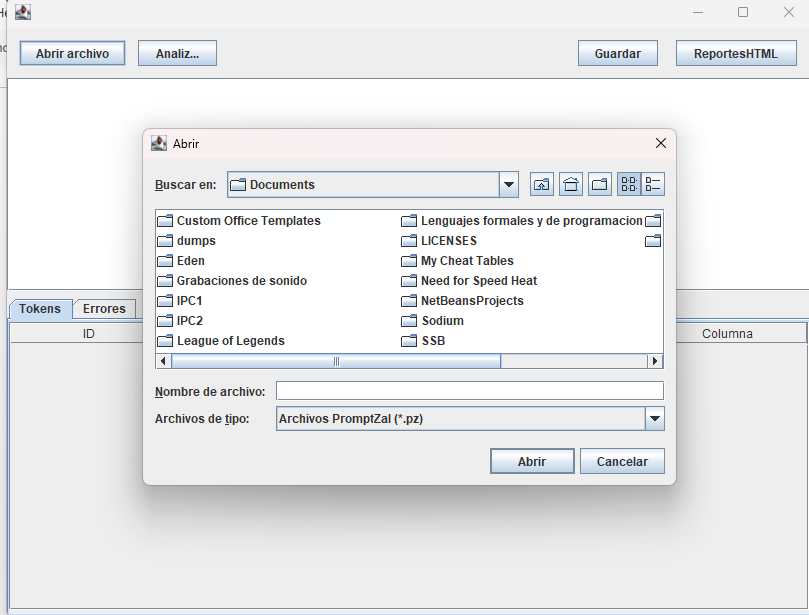 Abrir archivo
Analiz...
Guardar
ReportesHTML
Abrir
Buscar en:
Documents
Custom Office Templates
dumps
Eden
Grabaciones de sonido
IPC1
IPC2
League of Legends
Lenguajes formales y de programacion
LICENSES
My Cheat Tables
Need for Speed Heat
NetBeansProjects
Sodium
SSB
Nombre de archivo:
Archivos de tipo:
Archivos PromptZal (*.pz)
Abrir
Cancelar
Tokens
Errores
ID
Columna